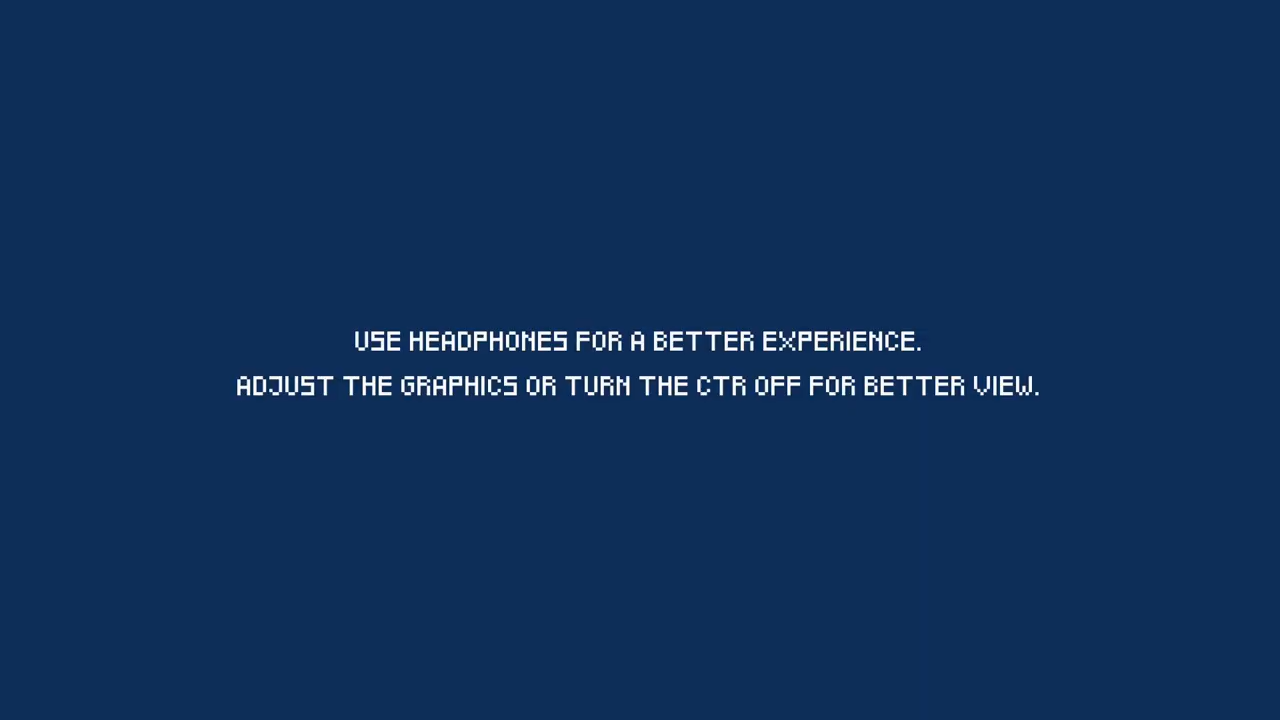 USE HEADPHONES FOR A BETTER EXPERIENCE.
ADJUST THE GRAPHICS OR TURN THE CTR OFF FOR BETTER VIEW.